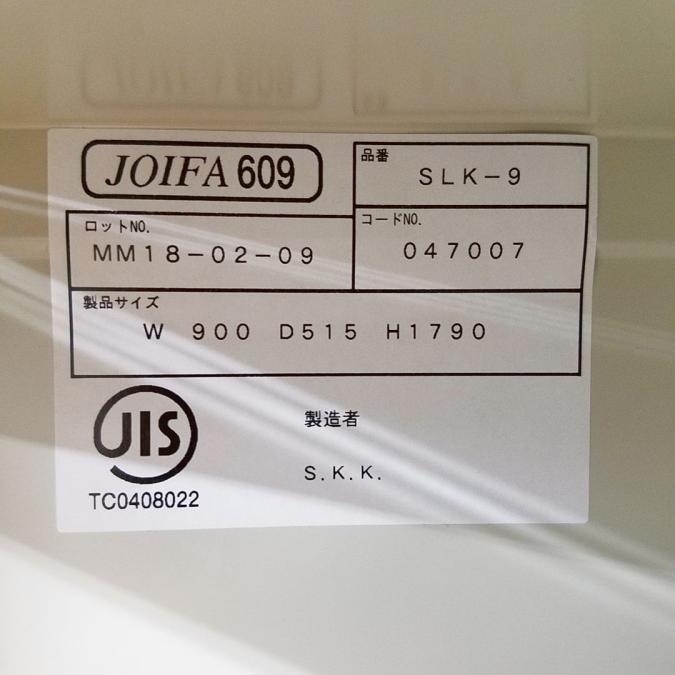 JOIFA 609
品番
SLK-9
ロットNO.
MM18-02-09
コードNO.
047007
製品サイズ
W 900 D515 H1790
JIS
TC0408022
製造者
S.K.K.